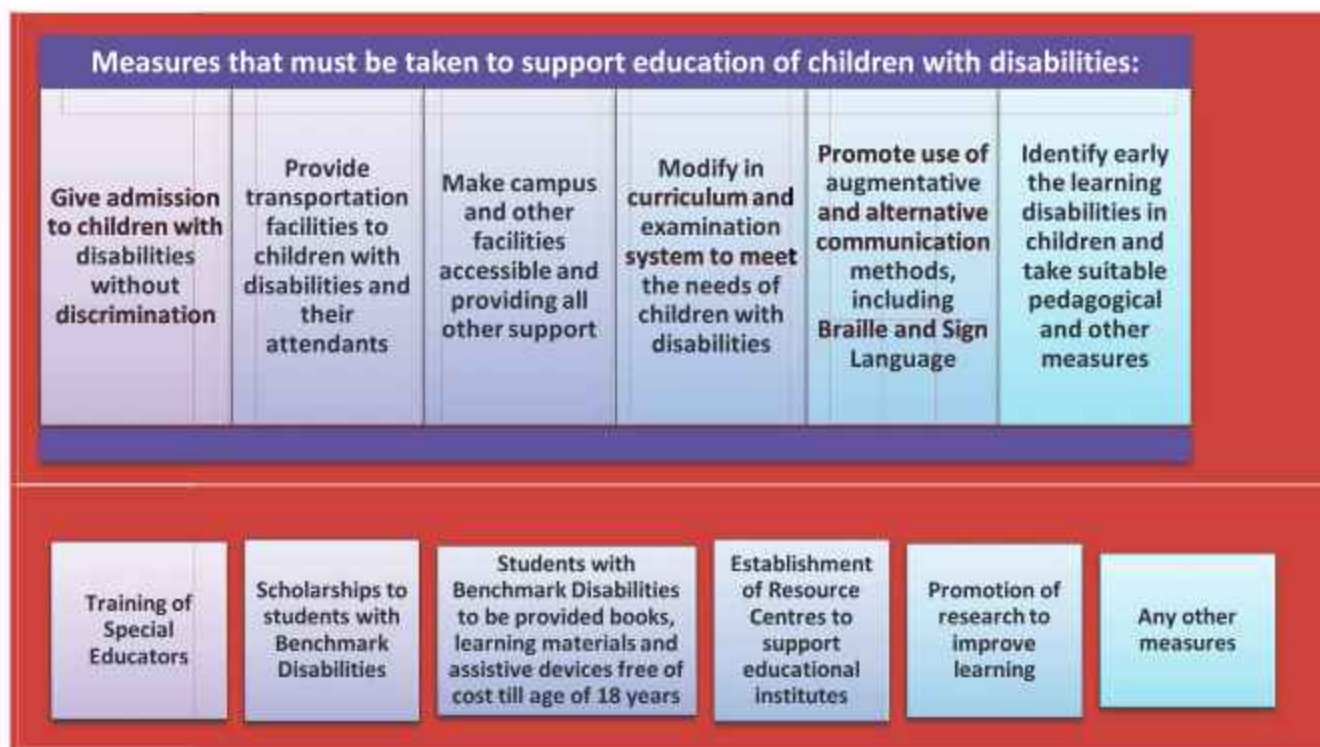 Measures that must be taken to support education of children with disabilities:
Give admission
to children with
disabilities
without
discrimination
Provide
transportation
facilities to
children with
disabilities and
their
attendants
Make campus
and other
facilities
accessible and
providing all
other support
Modify in
curriculum and
examination
system to meet
the needs of
children with
disabilities
Promote use of
augmentative
and alternative
communication
methods,
including
Braille and Sign
Language
Identify early
the learning
disabilities in
children and
take suitable
pedagogical
and other
measures
Training of
Special
Educators
Scholarships to
students with
Benchmark
Disabilities
Students with
Benchmark Disabilities
to be provided books,
learning materials and
assistive devices free of
cost till age of 18 years
Establishment
of Resource
Centres to
support
educational
institutes
Promotion of
research to
improve
learning
Any other
measures